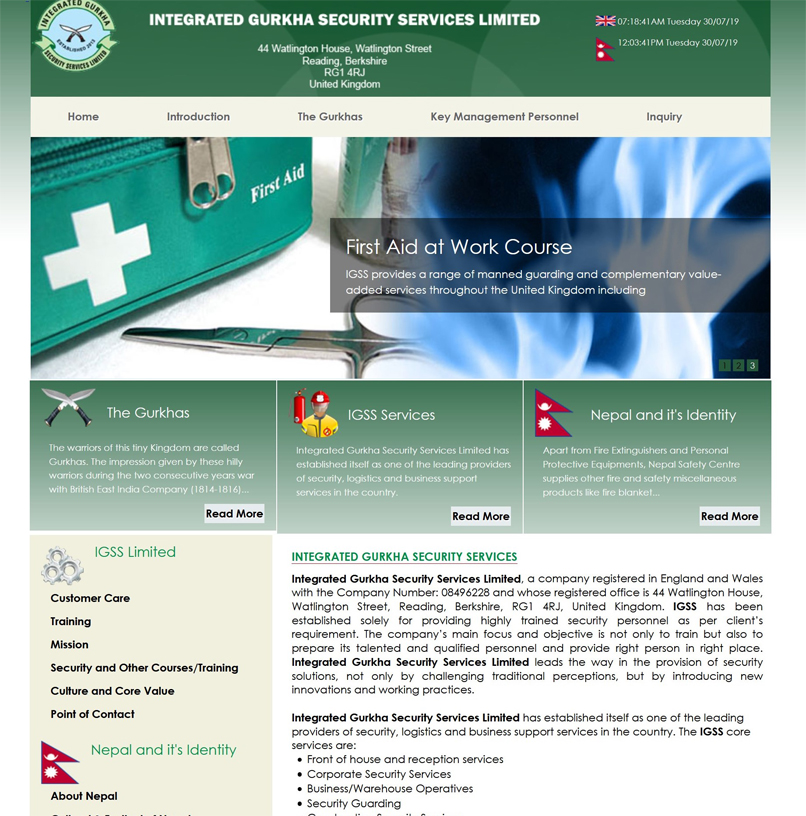 INTEGRATED GURKHA
ESTABLISHED 2013
SECURITY SERVICES LIMITED
INTEGRATED GURKHA SECURITY SERVICES LIMITED
44 Watlington House, Watlington Street
Reading, Berkshire
RG1 4RJ
United Kingdom
07:18:41AM Tuesday 30/07/19
12:03:41PM Tuesday 30/07/19
Home
Introduction
The Gurkhas
Key Management Personnel
Inquiry
First Aid
First Aid at Work Course
IGSS provides a range of manned guarding and complementary value-
added services throughout the United Kingdom including
1 2 3
The Gurkhas
The warriors of this tiny Kingdom are called
Gurkhas. The impression given by these hilly
warriors during the two consecutive years war
with British East India Company (1814-1816)...
Read More
IGSS Services
Integrated Gurkha Security Services Limited has
established itself as one of the leading providers
of security, logistics and business support
services in the country.
Read More
Nepal and it's Identity
Apart from Fire Extinguishers and Personal
Protective Equipments, Nepal Safety Centre
supplies other fire and safety miscellaneous
products like fire blanket...
Read More
IGSS Limited
Customer Care
Training
Mission
Security and Other Courses/Training
Culture and Core Value
Point of Contact
Nepal and it's Identity
About Nepal
INTEGRATED GURKHA SECURITY SERVICES
Integrated Gurkha Security Services Limited, a company registered in England and Wales
with the Company Number: 08496228 and whose registered office is 44 Watlington House,
Watlington Street, Reading, Berkshire, RG1 4RJ, United Kingdom. IGSS has been
established solely for providing highly trained security personnel as per client's
requirement. The company's main focus and objective is not only to train but also to
prepare its talented and qualified personnel and provide right person in right place.
Integrated Gurkha Security Services Limited leads the way in the provision of security
solutions, not only by challenging traditional perceptions, but by introducing new
innovations and working practices.
Integrated Gurkha Security Services Limited has established itself as one of the leading
providers of security, logistics and business support services in the country. The IGSS core
services are:
• Front of house and reception services
• Corporate Security Services
• Business/Warehouse Operatives
• Security Guarding